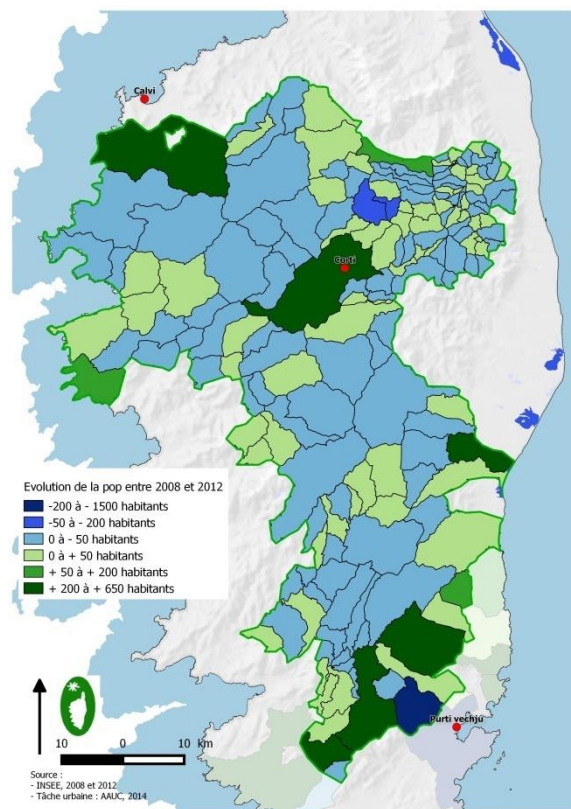 Calvi
Corti
Evolution de la pop entre 2008 et 2012
-200 à - 1500 habitants
-50 à - 200 habitants
0 à - 50 habitants
0 à + 50 habitants
+ 50 à + 200 habitants
+ 200 à + 650 habitants
Purti vechju
10 0 10 km
Source :
- INSEE, 2008 et 2012
- Tâche urbaine : AAUC, 2014